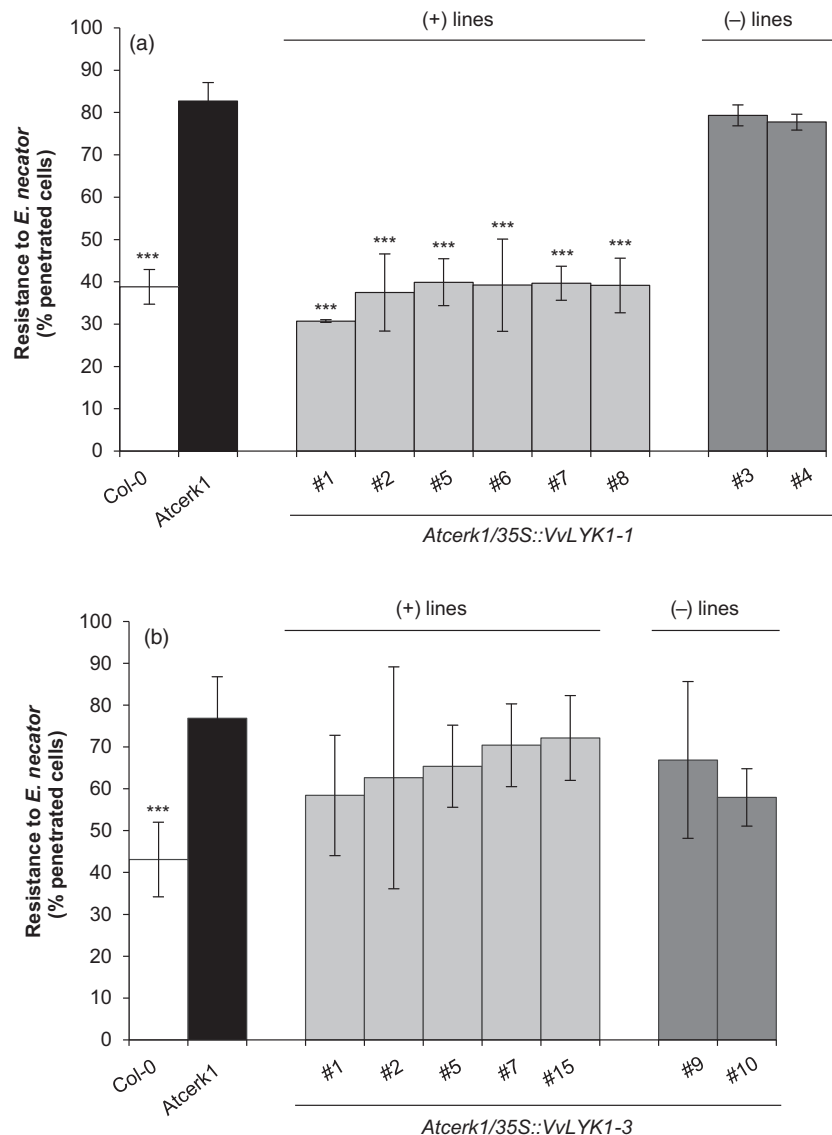 (a)
(+) lines
(–) lines
Resistance to E. necator
(% penetrated cells)
100
90
80
70
60
50
40
30
20
10
0
***
***
***
***
***
***
***
Col-0
Atcerk1
#1
#2
#5
#6
#7
#8
#3
#4
Atcerk1/35S::VvLYK1-1
(b)
(+) lines
(–) lines
Resistance to E. necator
(% penetrated cells)
100
90
80
70
60
50
40
30
20
10
0
***
Col-0
Atcerk1
#1
#2
#5
#7
#15
#9
#10
Atcerk1/35S::VvLYK1-3